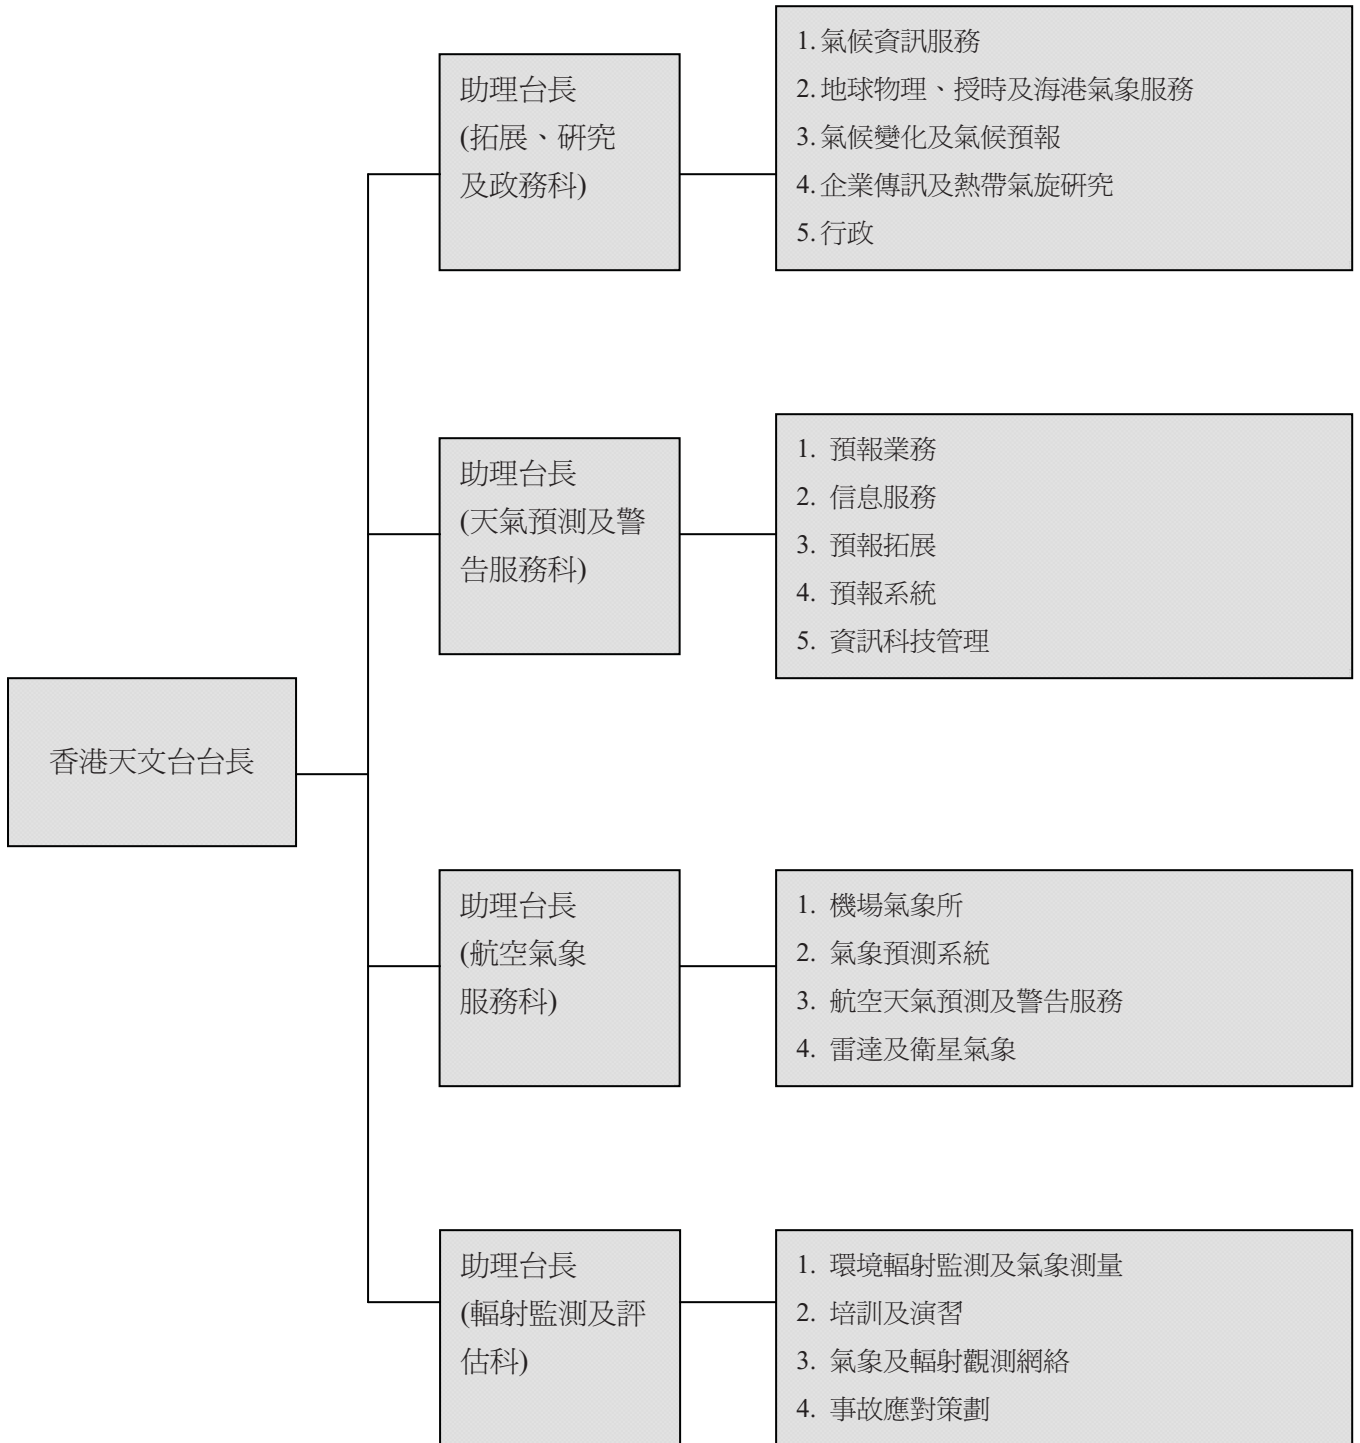 助理台長
(拓展、研究
及政務科)
1.氣候資訊服務
2.地球物理、授時及海港氣象服務
3.氣候變化及氣候預報
4.企業傳訊及熱帶氣旋研究
5.行政
助理台長
(天氣預測及警
告服務科)
1. 預報業務
2. 信息服務
3. 預報拓展
4. 預報系統
5. 資訊科技管理
香港天文台台長
助理台長
(航空氣象
服務科)
1. 機場氣象所
2. 氣象預測系統
3. 航空天氣預測及警告服務
4. 雷達及衛星氣象
助理台長
(輻射監測及評
估科)
1. 環境輻射監測及氣象測量
2. 培訓及演習
3. 氣象及輻射觀測網絡
4. 事故應對策劃